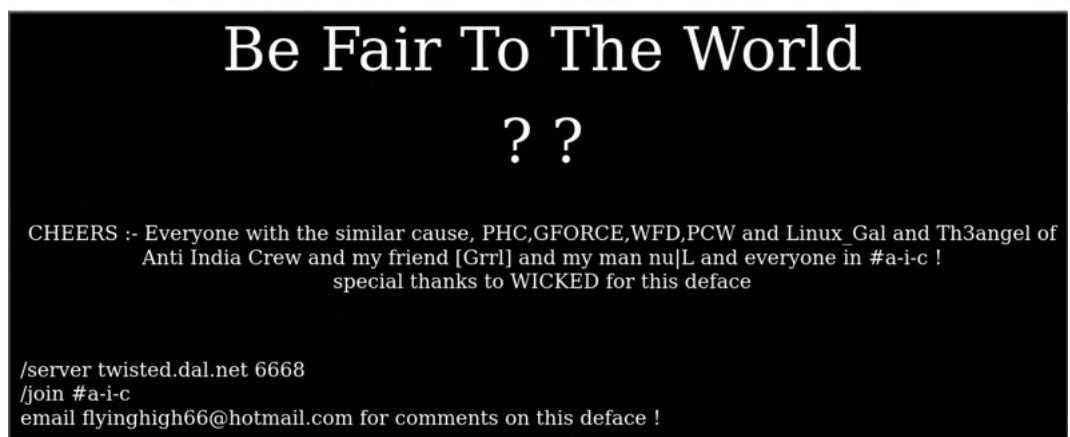 Be Fair To The World
? ?
CHEERS :- Everyone with the similar cause, PHC,GFORCE,WFD,PCW and Linux_Gal and Th3angel of
Anti India Crew and my friend [Grrl] and my man nu|L and everyone in #a-i-c !
special thanks to WICKED for this deface
/server twisted.dal.net 6668
/join #a-i-c
email flyinghigh66@hotmail.com for comments on this deface !